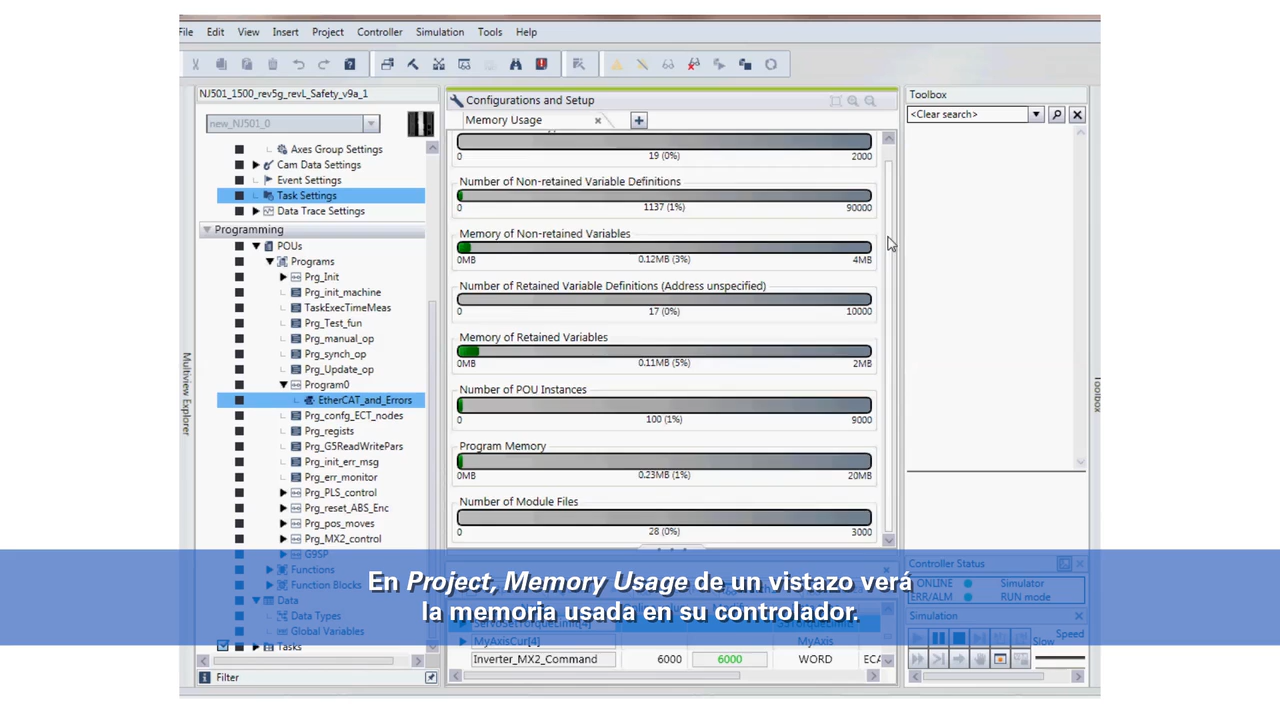 File Edit View Insert Project Controller Simulation Tools Help
NJ501_1500_rev5g_revL_Safety_v9a_1
new_NJ501_0
Axes Group Settings
Cam Data Settings
Event Settings
Task Settings
Data Trace Settings
Programming
POUs
Programs
Prg_Init
Prg_init_machine
TaskExecTimeMeas
Prg_Test_fun
Prg_manual_op
Prg_synch_op
Prg_Update_op
Program0
EtherCAT_and_Errors
Prg_confg_ECT_nodes
Prg_regists
Prg_G5ReadWritePars
Prg_init_err_msg
Prg_err_monitor
Prg_PLS_control
Prg_reset_ABS_Enc
Prg_pos_moves
Prg_MX2_control
G9SP
Functions
Function Blocks
Data
Data Types
Global Variables
Tasks
Filter
Multiview Explorer
Configurations and Setup
Memory Usage
0 19 (0%) 2000
Number of Non-retained Variable Definitions
0 1137 (1%) 90000
Memory of Non-retained Variables
0MB 0.12MB (3%) 4MB
Number of Retained Variable Definitions (Address unspecified)
0 17 (0%) 10000
Memory of Retained Variables
0MB 0.11MB (5%) 2MB
Number of POU Instances
0 100 (1%) 9000
Program Memory
0MB 0.23MB (1%) 20MB
Number of Module Files
0 28 (0%) 3000
MyAxisCur[4] MyAxis
Inverter_MX2_Command 6000 6000 WORD ECA
Toolbox
<Clear search>
Toolbox
Controller Status
ONLINE Simulator
ERR/ALM RUN mode
Simulation
Speed
Slow
En Project, Memory Usage de un vistazo verá
la memoria usada en su controlador.